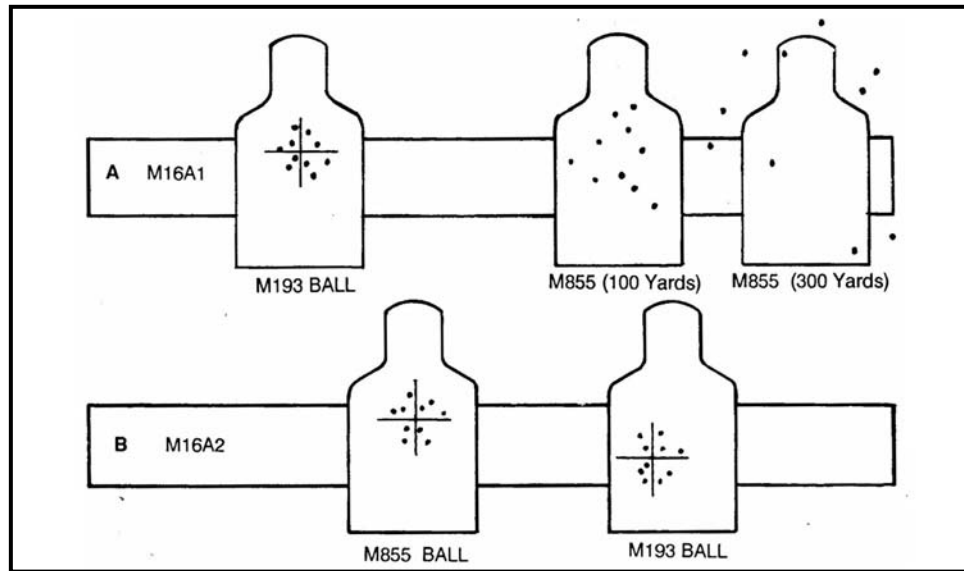 A M16A1
M193 BALL
M855 (100 Yards)
M855 (300 Yards)
B M16A2
M855 BALL
M193 BALL